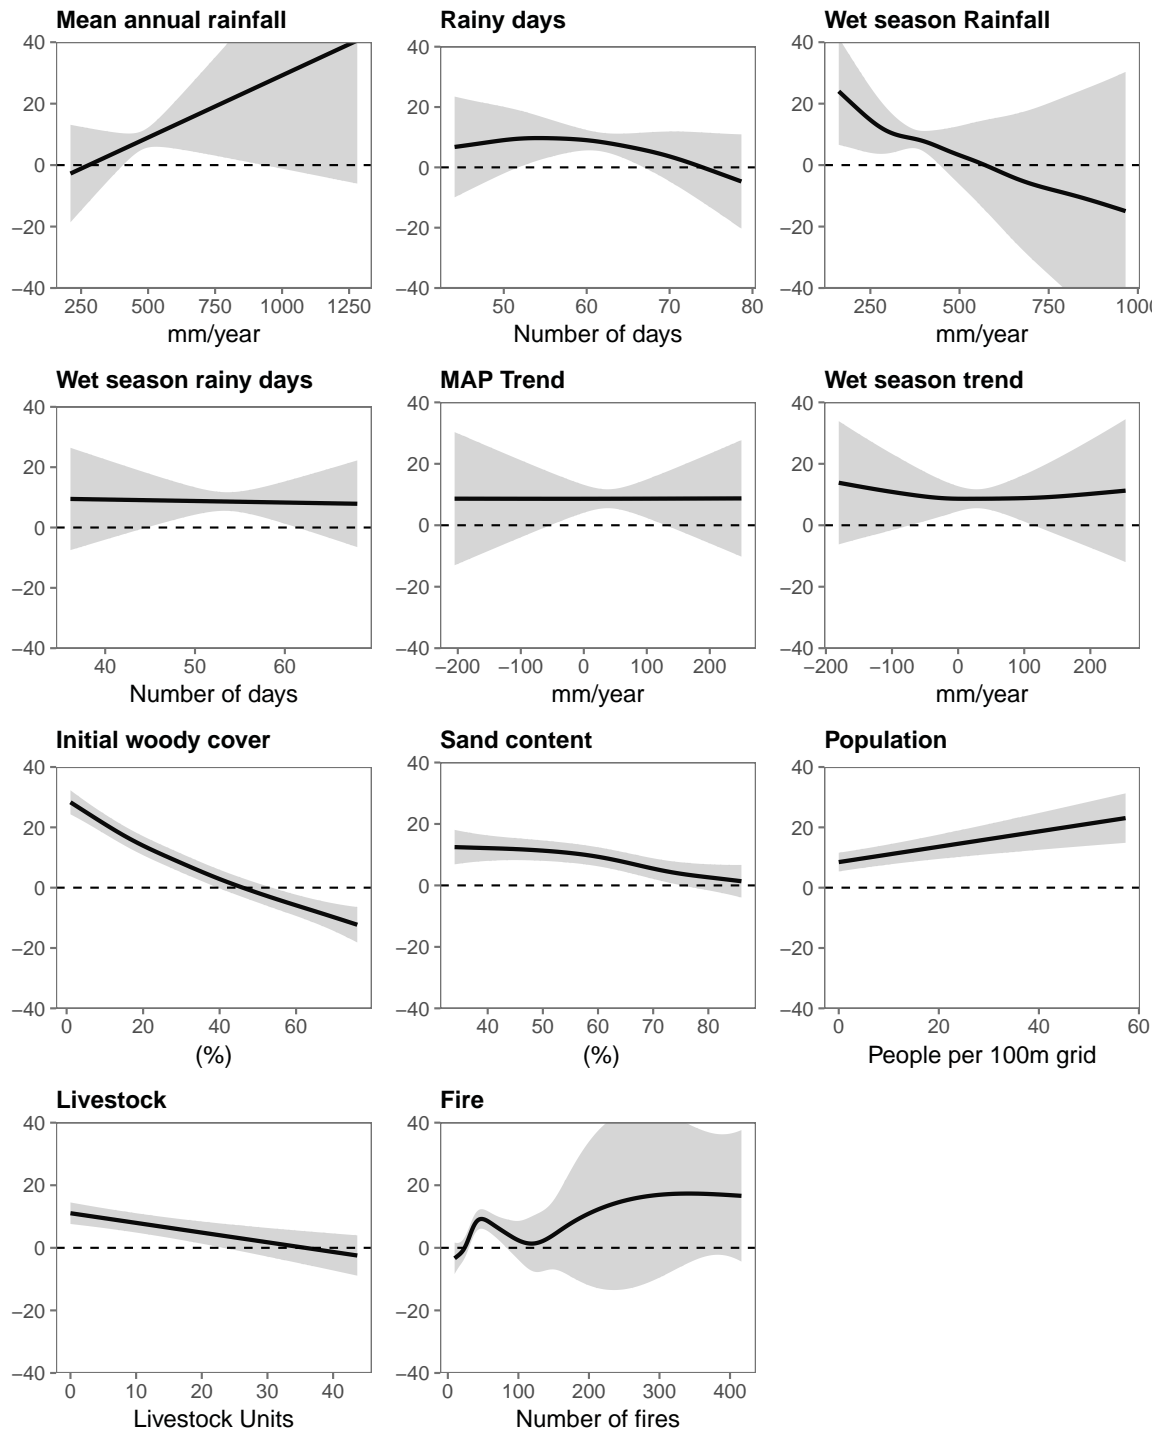 Mean annual rainfall
Rainy days
Wet season Rainfall
40
20
0
−20
−40
250 500 750 1000 1250
mm/year
40
20
0
−20
−40
50 60 70 80
Number of days
40
20
0
−20
−40
250 500 750 100
mm/year
Wet season rainy days
MAP Trend
Wet season trend
40
20
0
−20
−40
40 50 60
Number of days
40
20
0
−20
−40
−200 −100 0 100 200
mm/year
40
20
0
−20
−40
−200 −100 0 100 200
mm/year
Initial woody cover
Sand content
Population
40
20
0
−20
−40
0 20 40 60
(%)
40
20
0
−20
−40
40 50 60 70 80
(%)
40
20
0
−20
−40
0 20 40 60
People per 100m grid
Livestock
Fire
40
20
0
−20
−40
0 10 20 30 40
Livestock Units
40
20
0
−20
−40
0 100 200 300 400
Number of fires